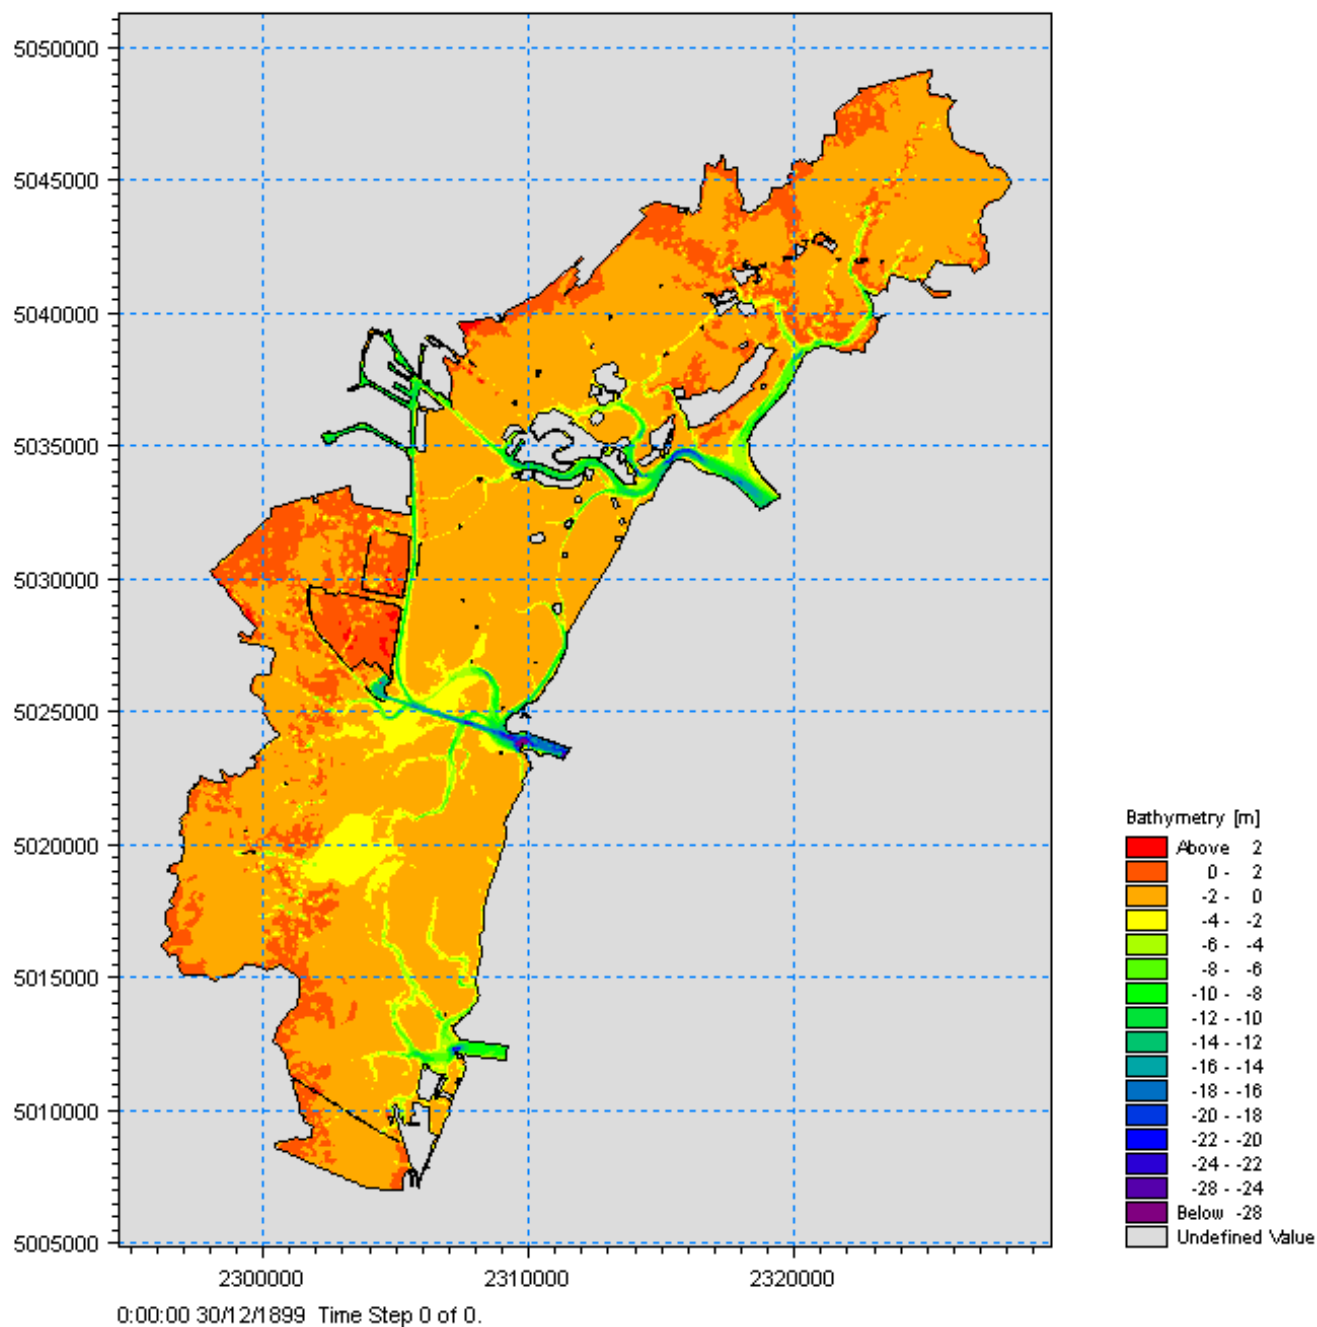 5050000
5045000
5040000
5035000
5030000
5025000
5020000
5015000
5010000
5005000
2300000 2310000 2320000
0:00:00 30/12/1899 Time Step 0 of 0.
Bathymetry [m]
Above 2
0 - 2
-2 - 0
-4 - -2
-6 - -4
-8 - -6
-10 - -8
-12 - -10
-14 - -12
-16 - -14
-18 - -16
-20 - -18
-22 - -20
-24 - -22
-28 - -24
Below -28
Undefined Value